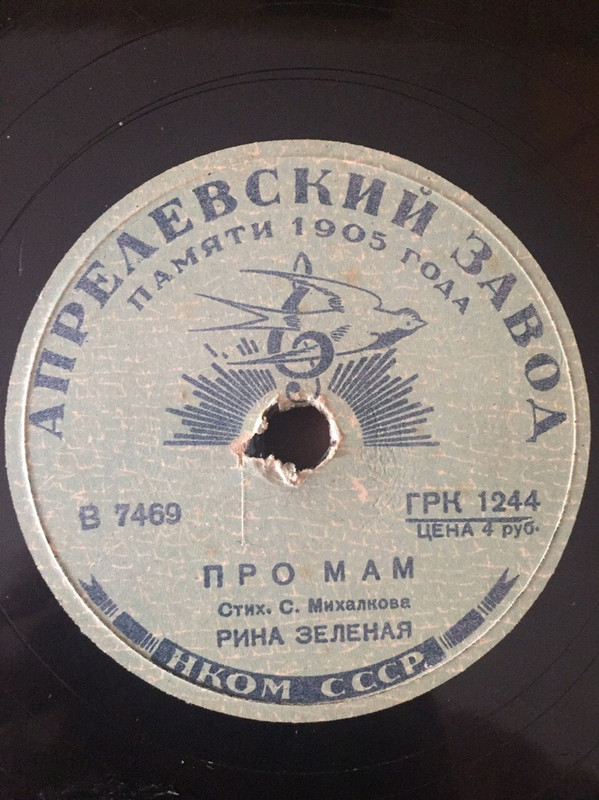 АПРЕЛЕВСКИЙ ЗАВОД
ПАМЯТИ 1905 ГОДА
В 7469
ГРК 1244
ЦЕНА 4 руб.
ПРО МАМ
Стих. С. Михалкова
РИНА ЗЕЛЕНАЯ
НКОМ СССР.